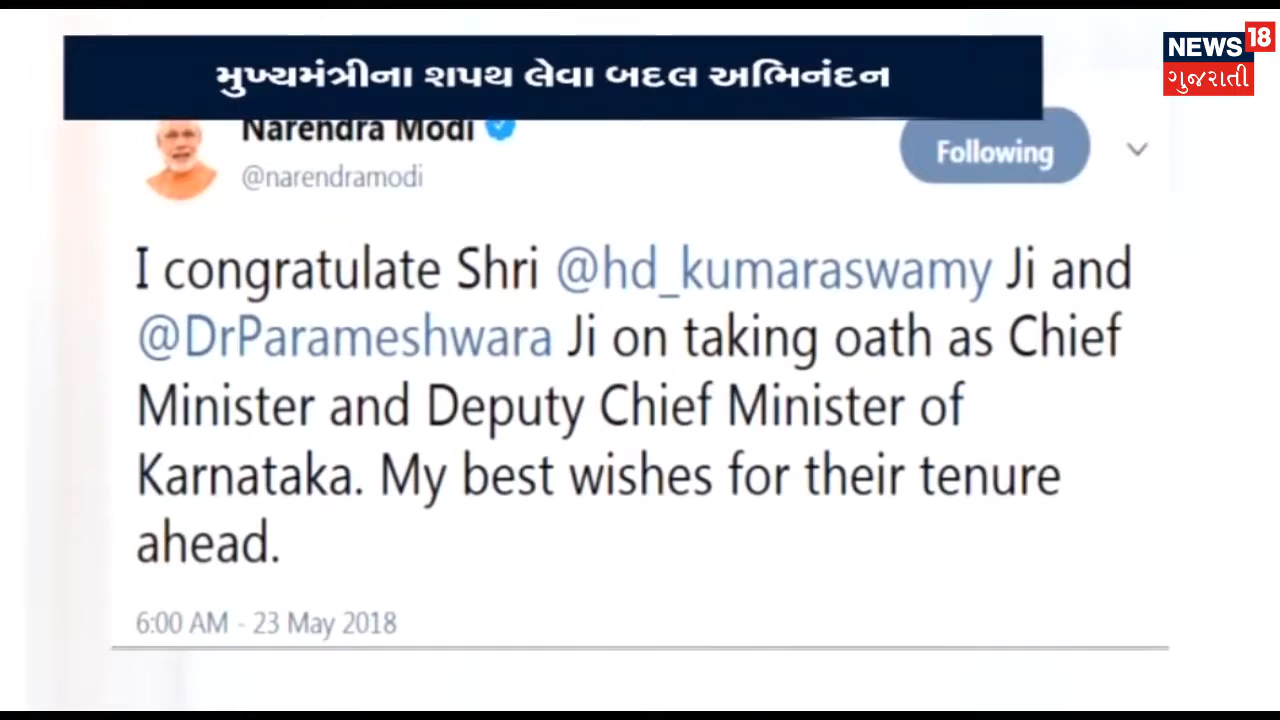 મુખ્યમંત્રીના શપથ લેવા બદલ અભિનંદન
NEWS 18
ગુજરાતી
Narendra Modi
@narendramodi
Following
I congratulate Shri @hd_kumaraswamy Ji and
@DrParameshwara Ji on taking oath as Chief
Minister and Deputy Chief Minister of
Karnataka. My best wishes for their tenure
ahead.
6:00 AM - 23 May 2018